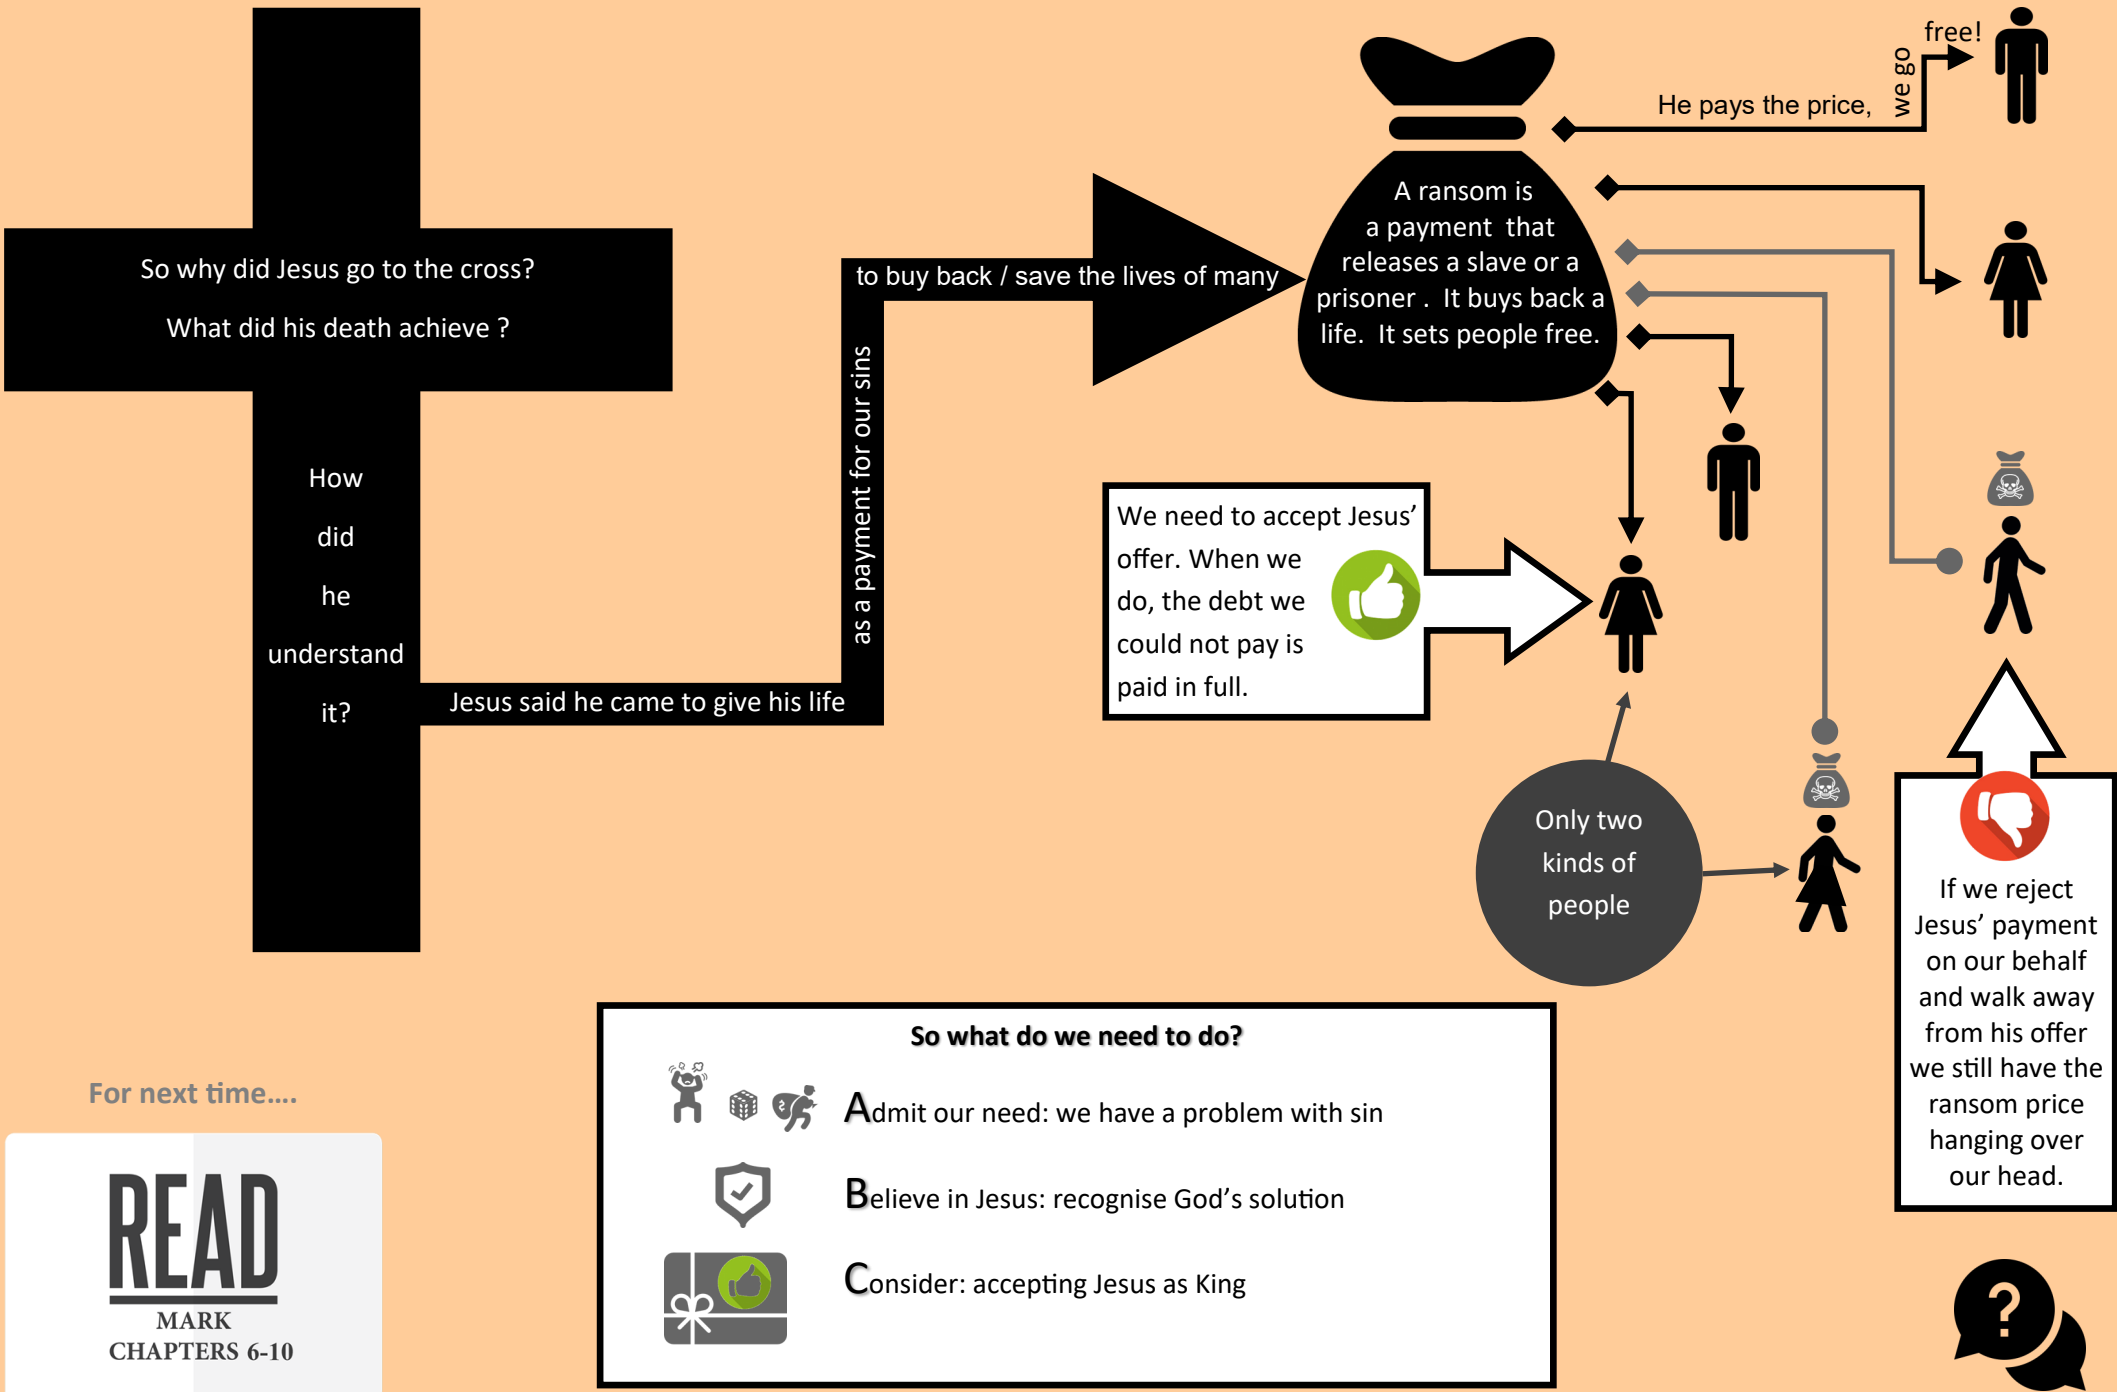 So why did Jesus go to the cross?
What did his death achieve ?
How
did
he
understand
it?
Jesus said he came to give his life
as a payment for our sins
to buy back / save the lives of many
A ransom is
a payment that
releases a slave or a
prisoner . It buys back a
life. It sets people free.
He pays the price,
we go
free!
We need to accept Jesus’
offer. When we
do, the debt we
could not pay is
paid in full.
Only two
kinds of
people
If we reject
Jesus’ payment
on our behalf
and walk away
from his offer
we still have the
ransom price
hanging over
our head.
So what do we need to do?
Admit our need: we have a problem with sin
Believe in Jesus: recognise God’s solution
Consider: accepting Jesus as King
For next time....
READ
MARK
CHAPTERS 6-10
?